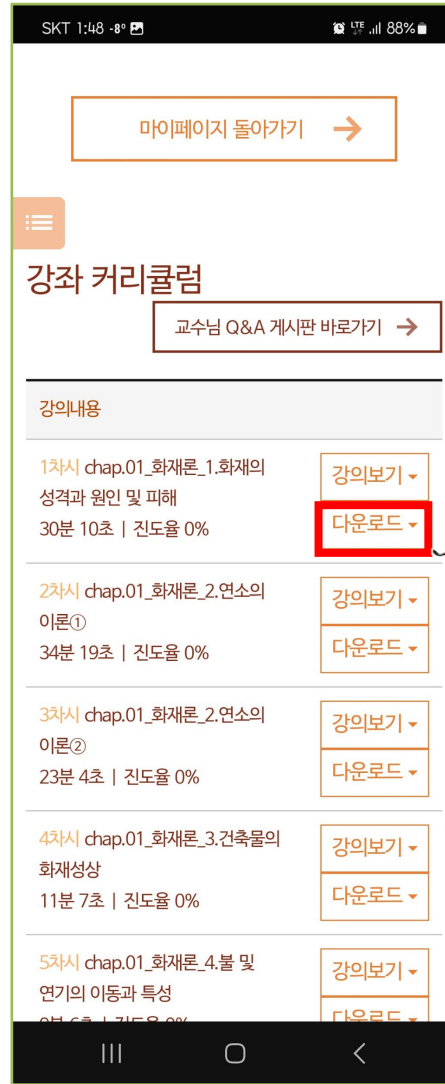 SKT 1:48 -8° LTE 88%
마이페이지 돌아가기
강좌 커리큘럼
교수님 Q&A 게시판 바로가기
강의내용
1차시 chap.01_화재론_1.화재의
성격과 원인 및 피해
30분 10초 | 진도율 0%
강의보기
다운로드
2차시 chap.01_화재론_2.연소의
이론①
34분 19초 | 진도율 0%
강의보기
다운로드
3차시 chap.01_화재론_2.연소의
이론②
23분 4초 | 진도율 0%
강의보기
다운로드
4차시 chap.01_화재론_3.건축물의
화재성상
11분 7초 | 진도율 0%
강의보기
다운로드
5차시 chap.01_화재론_4.불 및
연기의 이동과 특성
강의보기
다운로드